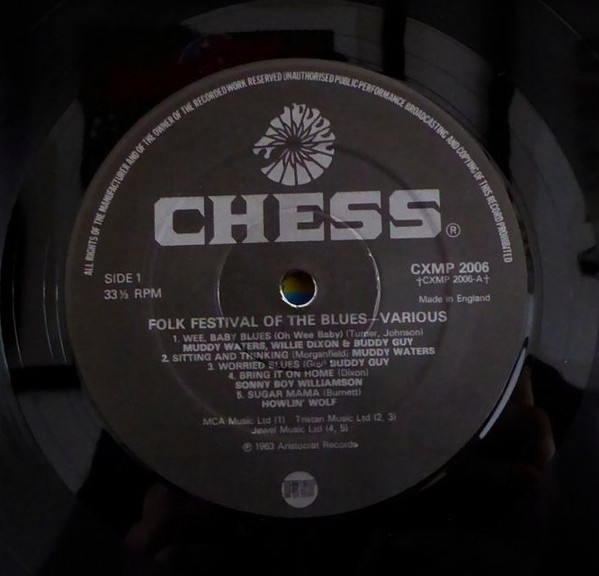 ALL RIGHTS OF THE MANUFACTURER AND OF THE OWNER OF THE RECORDED WORK RESERVED UNAUTHORISED PUBLIC PERFORMANCE BROADCASTING AND COPYING OF THIS RECORD PROHIBITED
CHESS®
SIDE 1
33⅓ RPM
CXMP 2006
†CXMP 2006-A†
Made in England
FOLK FESTIVAL OF THE BLUES—VARIOUS
1. WEE, BABY BLUES (Oh Wee Baby) (Turner, Johnson)
MUDDY WATERS, WILLIE DIXON & BUDDY GUY
2. SITTING AND THINKING (Morganfield) MUDDY WATERS
3. WORRIED BLUES (Guy) BUDDY GUY
4. BRING IT ON HOME (Dixon)
SONNY BOY WILLIAMSON
5. SUGAR MAMA (Burnett)
HOWLIN' WOLF
MCA Music Ltd (1) · Tristan Music Ltd (2, 3)
Jewel Music Ltd (4, 5)
℗ 1963 Aristocrat Records